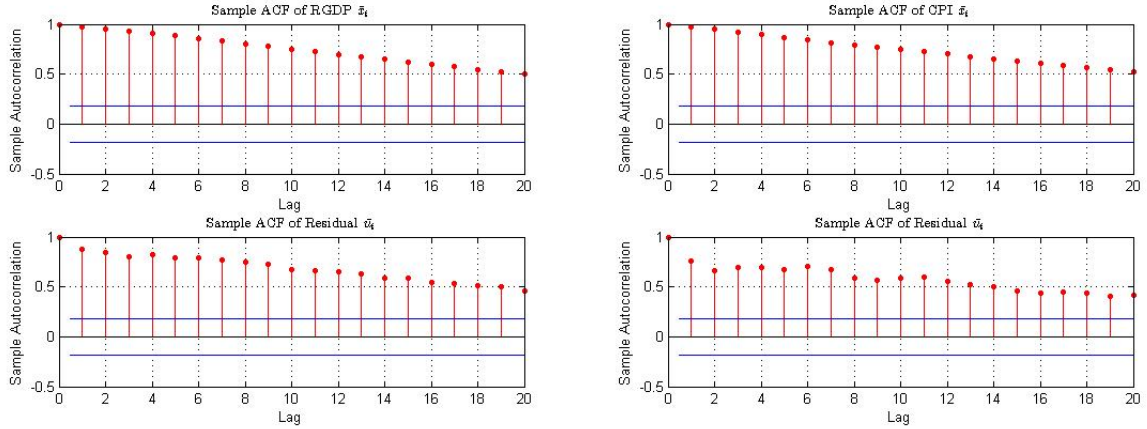 Sample ACF of RGDP x̄ₜ
Sample Autocorrelation
1
0.5
0
-0.5
0 2 4 6 8 10 12 14 16 18 20
Lag
Sample ACF of CPI x̄ₜ
Sample Autocorrelation
1
0.5
0
-0.5
0 2 4 6 8 10 12 14 16 18 20
Lag
Sample ACF of Residual ūₜ
Sample Autocorrelation
1
0.5
0
-0.5
0 2 4 6 8 10 12 14 16 18 20
Lag
Sample ACF of Residual ūₜ
Sample Autocorrelation
1
0.5
0
-0.5
0 2 4 6 8 10 12 14 16 18 20
Lag